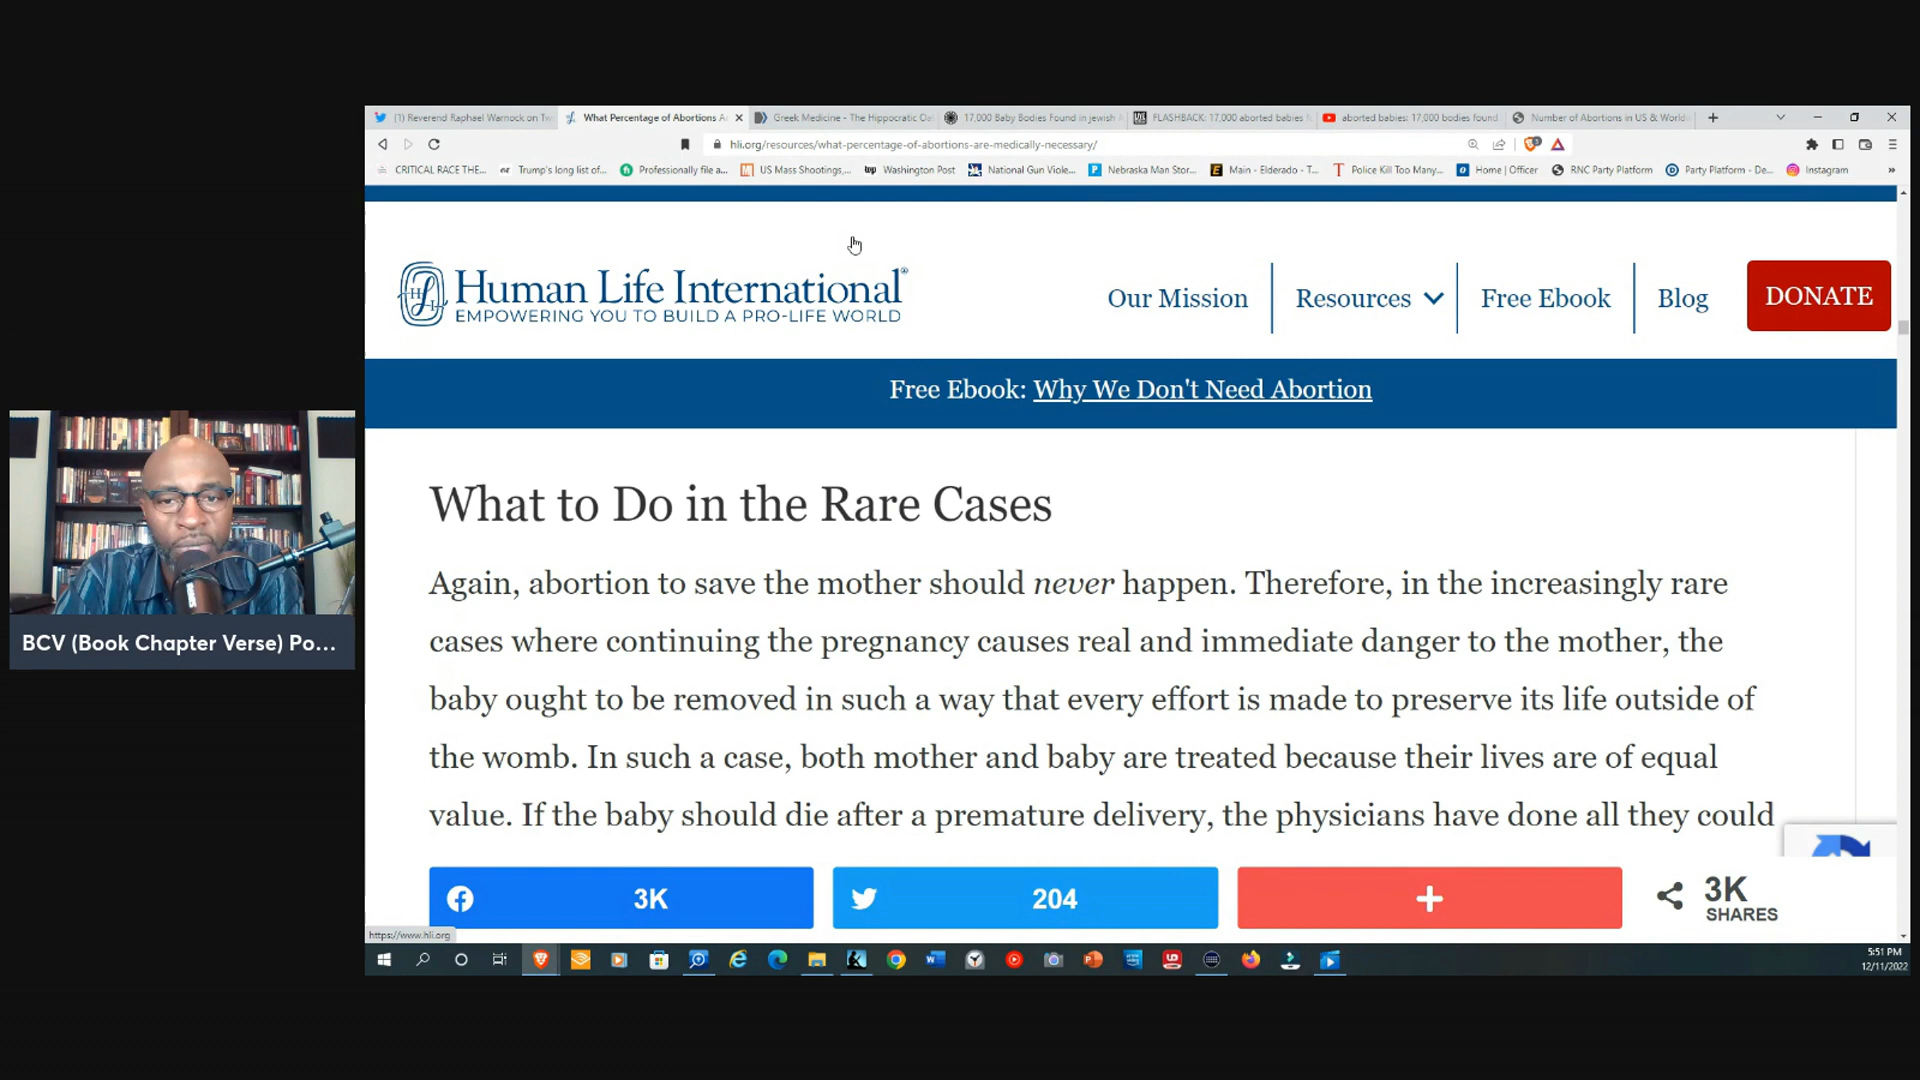 (1) Reverend Raphael Warnock on Tw
What Percentage of Abortions A
Greek Medicine - The Hippocratic Oat
17,000 Baby Bodies Found in jewish
FLASHBACK: 17,000 aborted babies
aborted babies: 17,000 bodies found
Number of Abortions in US & World
hli.org/resources/what-percentage-of-abortions-are-medically-necessary/
CRITICAL RACE THE...
Trump's long list of...
Professionally file a...
US Mass Shootings,...
Washington Post
National Gun Viole...
Nebraska Man Stor...
Main - Elderado - T...
Police Kill Too Many...
Home | Officer
RNC Party Platform
Party Platform - De...
Instagram
Human Life International®
EMPOWERING YOU TO BUILD A PRO-LIFE WORLD
Our Mission
Resources
Free Ebook
Blog
DONATE
Free Ebook: Why We Don't Need Abortion
What to Do in the Rare Cases
Again, abortion to save the mother should never happen. Therefore, in the increasingly rare
cases where continuing the pregnancy causes real and immediate danger to the mother, the
baby ought to be removed in such a way that every effort is made to preserve its life outside of
the womb. In such a case, both mother and baby are treated because their lives are of equal
value. If the baby should die after a premature delivery, the physicians have done all they could
3K
204
3K
SHARES
https://www.hli.org
BCV (Book Chapter Verse) Po...
5:51 PM
12/11/2022